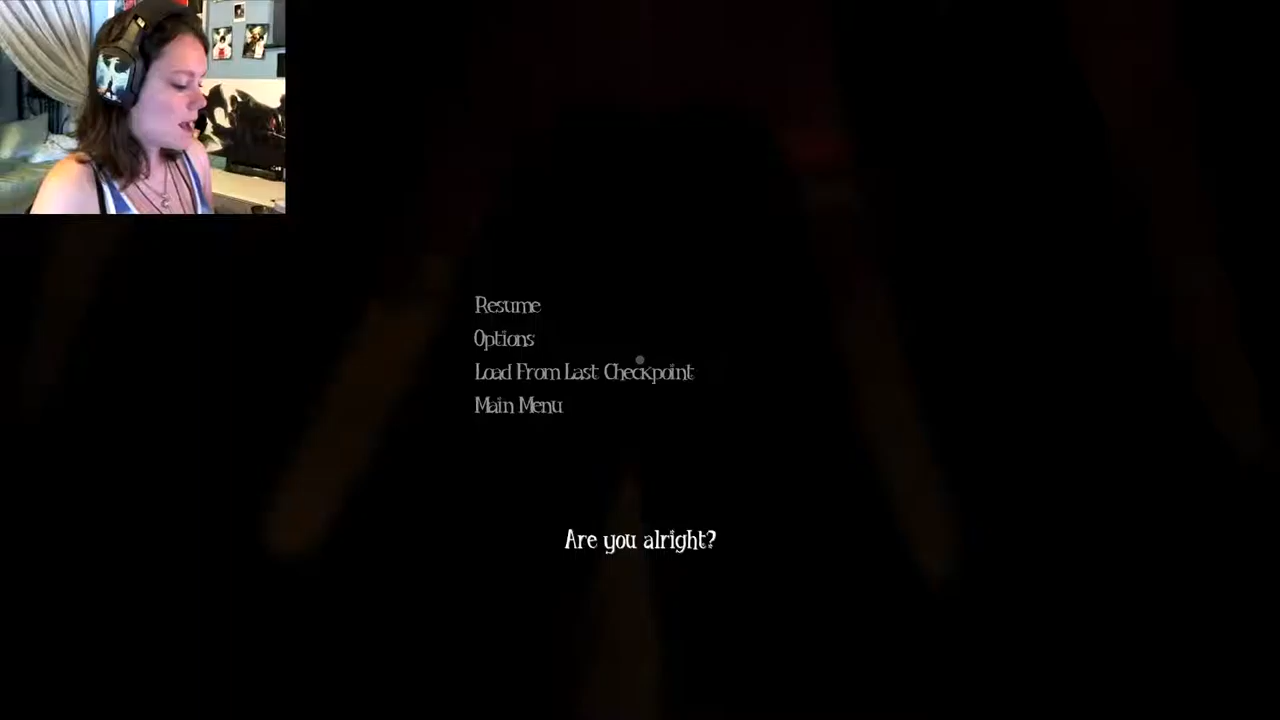 Resume
Options
Load From Last Checkpoint
Main Menu
Are you alright?